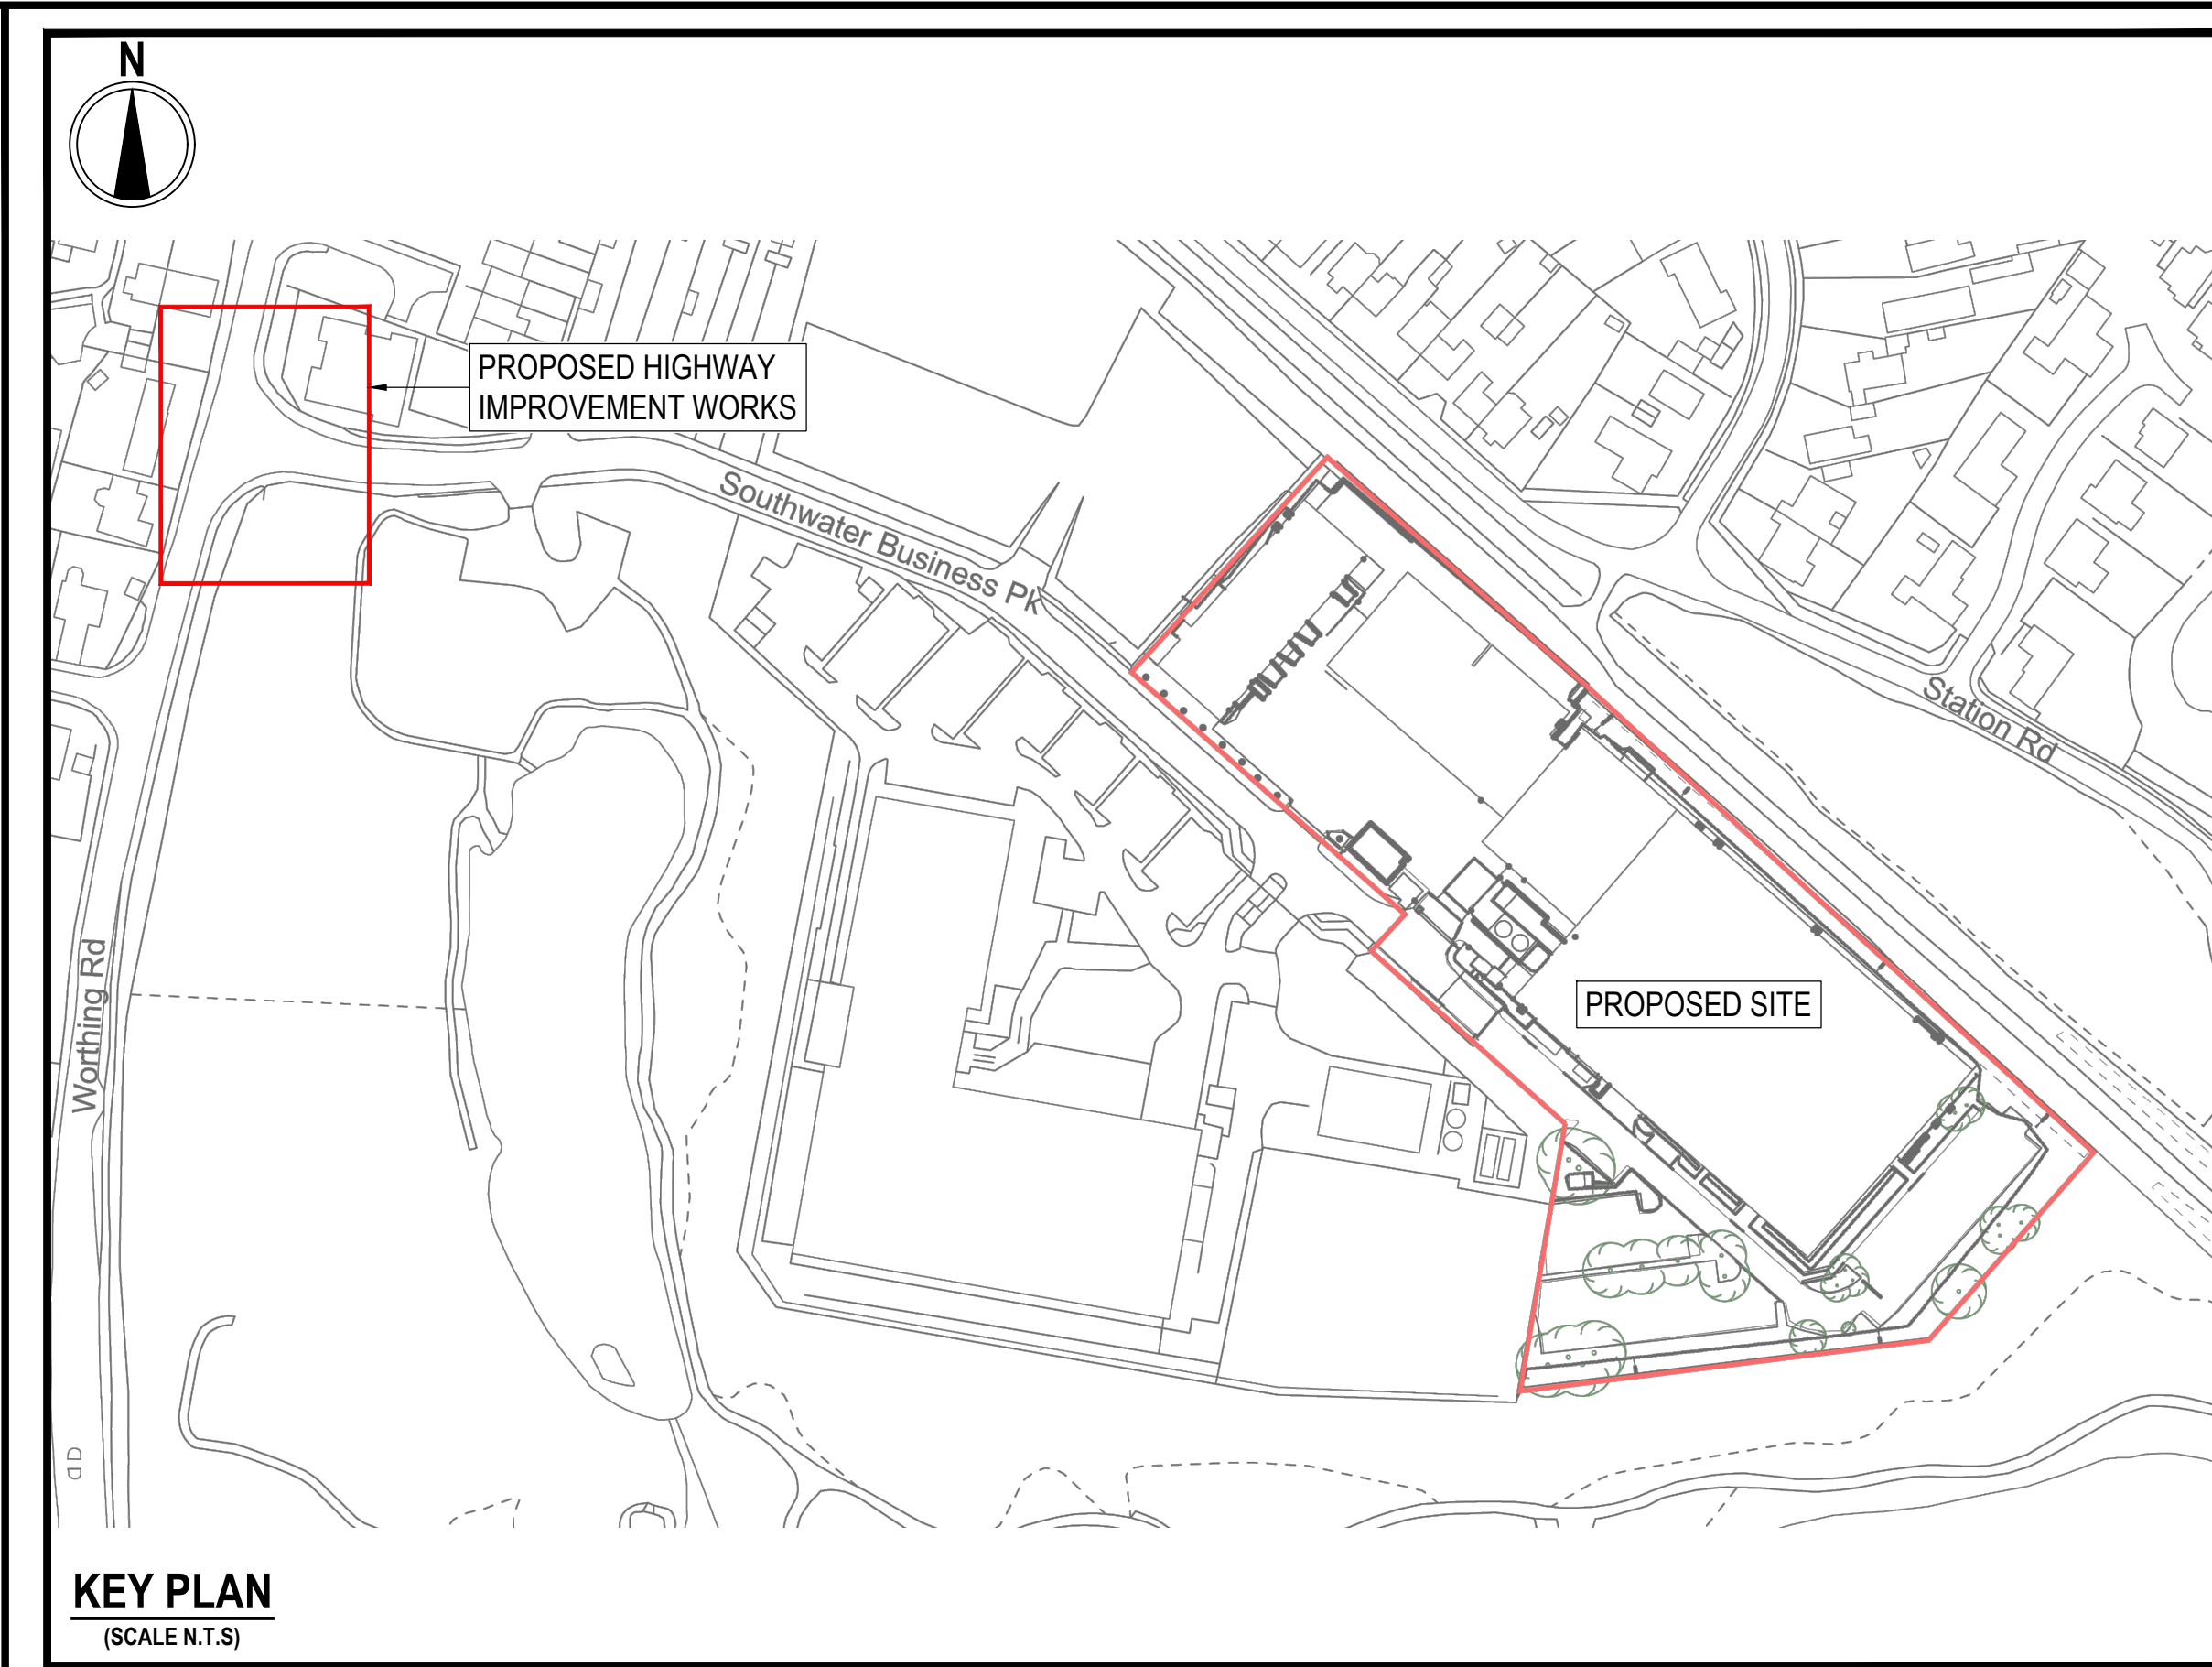 N
PROPOSED HIGHWAY
IMPROVEMENT WORKS
Southwater Business Pk
Station Rd
PROPOSED SITE
Worthing Rd
KEY PLAN
(SCALE N.T.S)